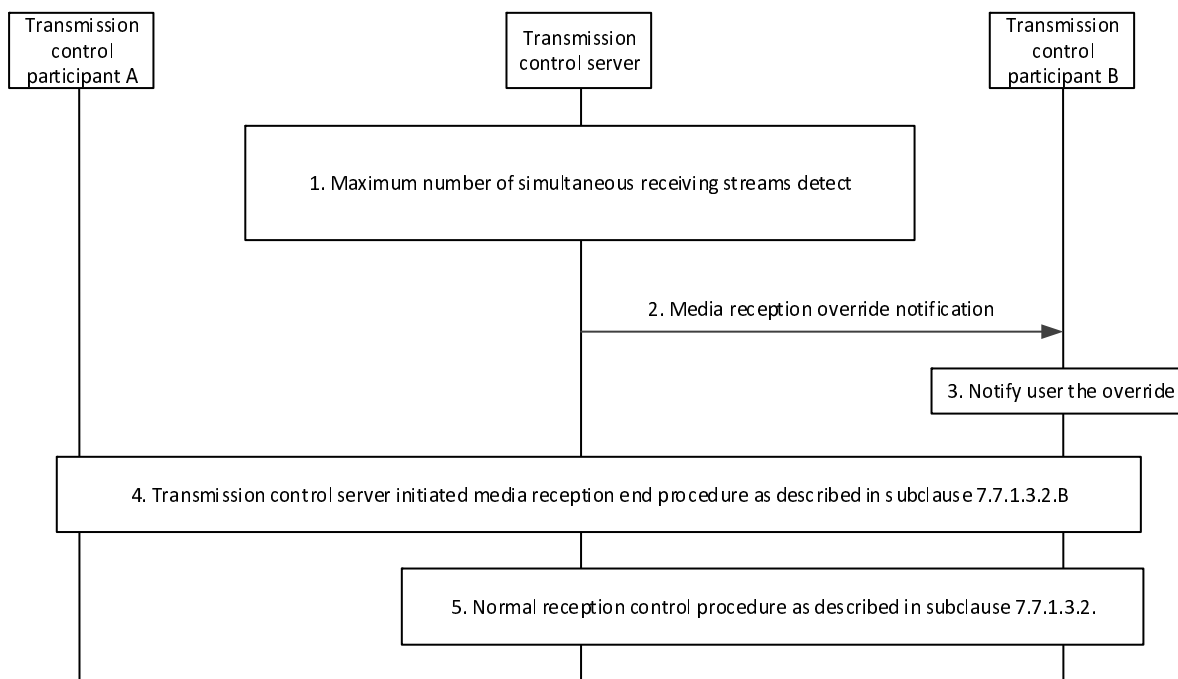 Transmission
control
participant A
Transmission
control server
Transmission
control
participant B
1. Maximum number of simultaneous receiving streams detect
2. Media reception override notification
3. Notify user the override
4. Transmission control server initiated media reception end procedure as described in subclause 7.7.1.3.2.B
5. Normal reception control procedure as described in subclause 7.7.1.3.2.